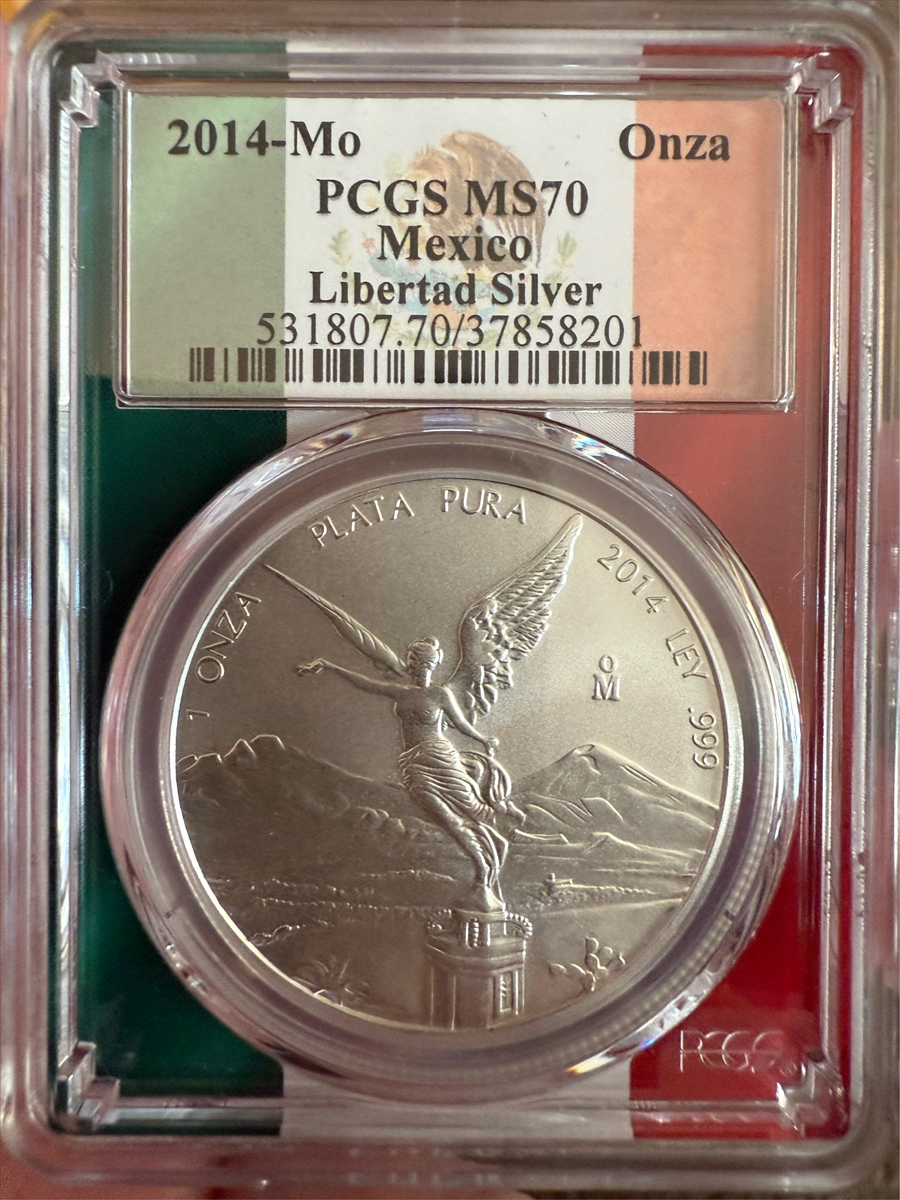 2014-Mo Onza
PCGS MS70
Mexico
Libertad Silver
531807.70/37858201
1 ONZA PLATA PURA 2014 LEY .999
o
M
PCGS